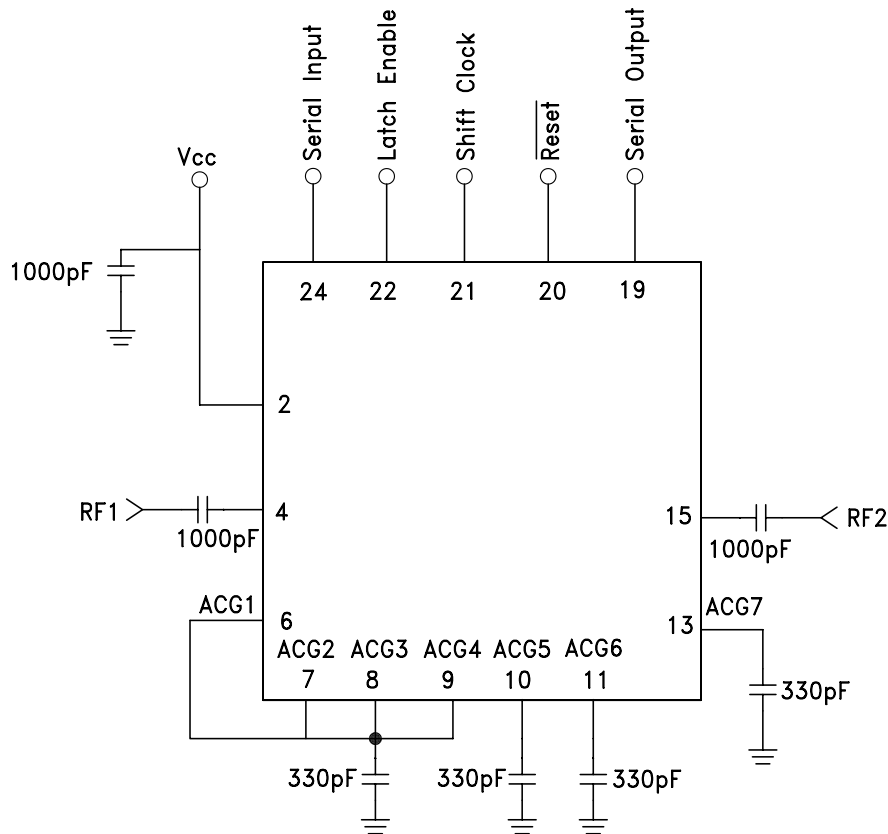 Serial Input
Latch Enable
Shift Clock
Reset
Serial Output
Vcc
1000pF
24
22
21
20
19
2
RF1
4
1000pF
15
RF2
1000pF
ACG1
6
ACG7
13
ACG2
ACG3
ACG4
ACG5
ACG6
7
8
9
10
11
330pF
330pF
330pF
330pF